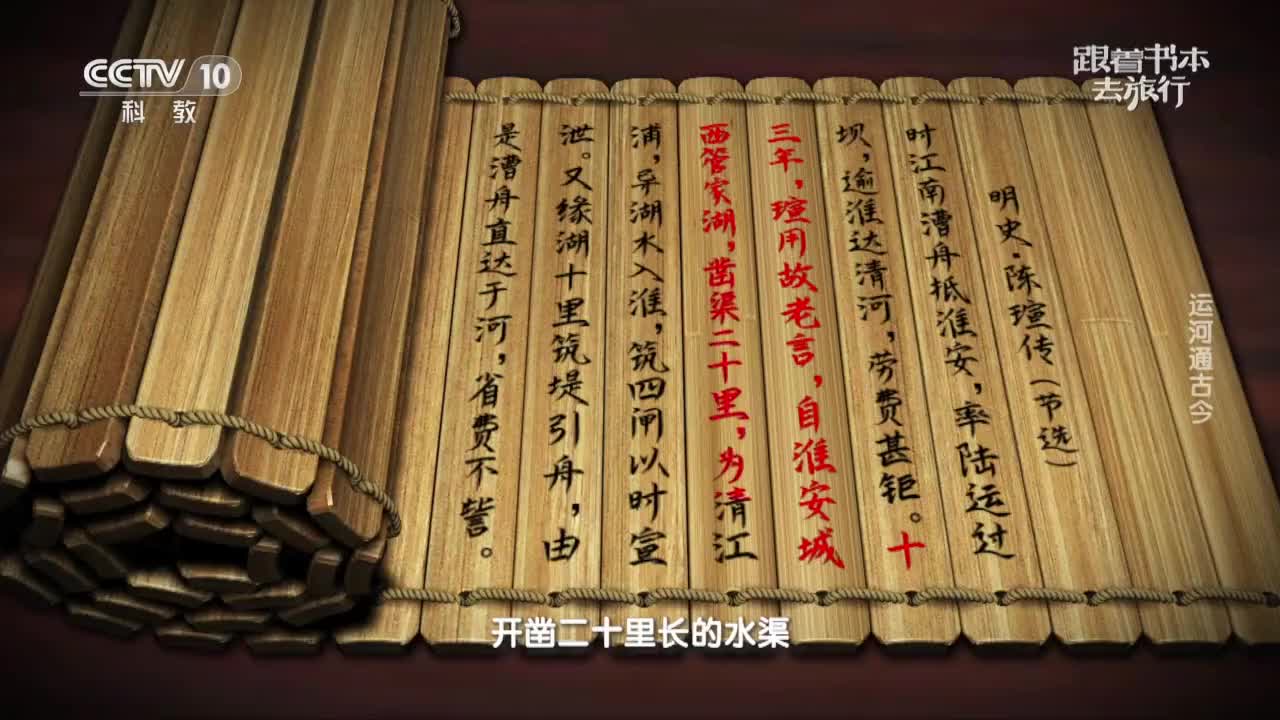 CCTV 10
科教
跟着书本
去旅行
运河通古今
明史·陈瑄传(节选)
时江南漕舟抵淮安,率陆运过
坝,逾淮达清河,劳费甚钜。十
三年,瑄用故老言,自淮安城
西管家湖,凿渠二十里,为清江
浦,导湖水入淮,筑四闸以时宣
泄。又缘湖十里筑堤引舟,由
是漕舟直达于河,省费不訾。
开凿二十里长的水渠